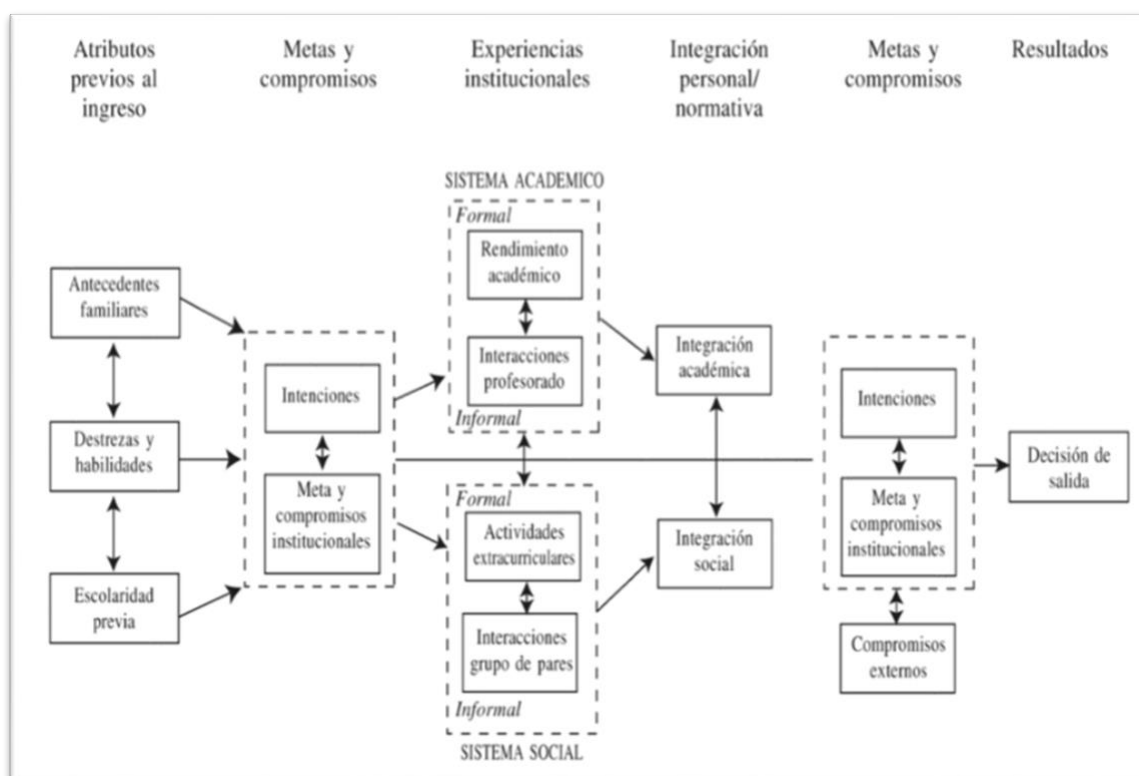 Atributos
previos al
ingreso
Metas y
compromisos
Experiencias
institucionales
Integración
personal/
normativa
Metas y
compromisos
Resultados
SISTEMA ACADEMICO
Formal
Rendimiento
académico
Interacciones
profesorado
Informal
Antecedentes
familiares
Destrezas y
habilidades
Escolaridad
previa
Intenciones
Meta y
compromisos
institucionales
Formal
Actividades
extracurriculares
Interacciones
grupo de pares
Informal
SISTEMA SOCIAL
Integración
académica
Integración
social
Intenciones
Meta y
compromisos
institucionales
Compromisos
externos
Decisión de
salida